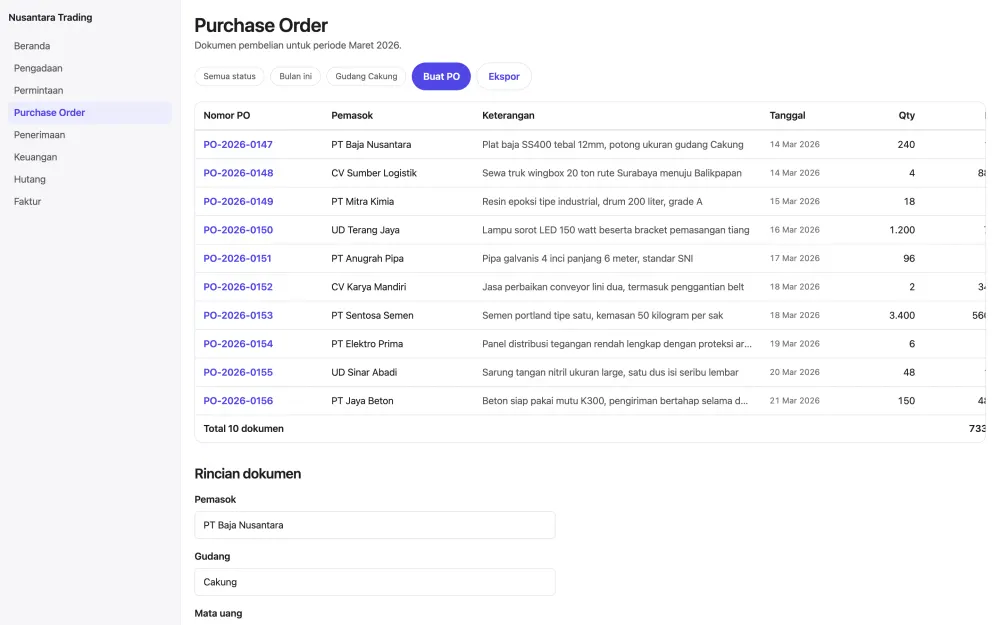 Nusantara Trading
Beranda
Pengadaan
Permintaan
Purchase Order
Penerimaan
Keuangan
Hutang
Faktur
Purchase Order
Dokumen pembelian untuk periode Maret 2026.
Semua status Bulan ini Gudang Cakung Buat PO Ekspor
Nomor PO Pemasok Keterangan Tanggal Qty
PO-2026-0147 PT Baja Nusantara Plat baja SS400 tebal 12mm, potong ukuran gudang Cakung 14 Mar 2026 240
PO-2026-0148 CV Sumber Logistik Sewa truk wingbox 20 ton rute Surabaya menuju Balikpapan 14 Mar 2026 4
PO-2026-0149 PT Mitra Kimia Resin epoksi tipe industrial, drum 200 liter, grade A 15 Mar 2026 18
PO-2026-0150 UD Terang Jaya Lampu sorot LED 150 watt beserta bracket pemasangan tiang 16 Mar 2026 1.200
PO-2026-0151 PT Anugrah Pipa Pipa galvanis 4 inci panjang 6 meter, standar SNI 17 Mar 2026 96
PO-2026-0152 CV Karya Mandiri Jasa perbaikan conveyor lini dua, termasuk penggantian belt 18 Mar 2026 2
PO-2026-0153 PT Sentosa Semen Semen portland tipe satu, kemasan 50 kilogram per sak 18 Mar 2026 3.400
PO-2026-0154 PT Elektro Prima Panel distribusi tegangan rendah lengkap dengan proteksi ar... 19 Mar 2026 6
PO-2026-0155 UD Sinar Abadi Sarung tangan nitril ukuran large, satu dus isi seribu lembar 20 Mar 2026 48
PO-2026-0156 PT Jaya Beton Beton siap pakai mutu K300, pengiriman bertahap selama d... 21 Mar 2026 150
Total 10 dokumen 733
Rincian dokumen
Pemasok
PT Baja Nusantara
Gudang
Cakung
Mata uang